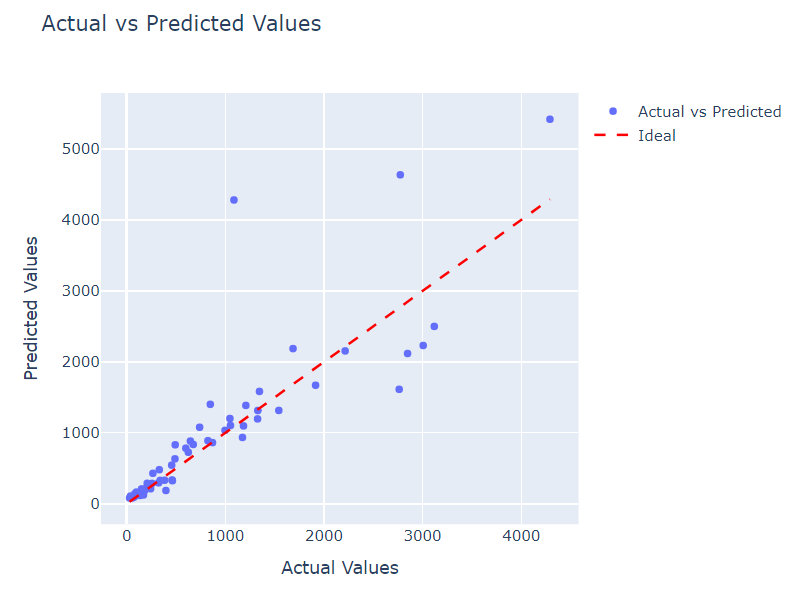 Actual vs Predicted Values
Actual vs Predicted
Ideal
Predicted Values
5000
4000
3000
2000
1000
0
0
1000
2000
3000
4000
Actual Values